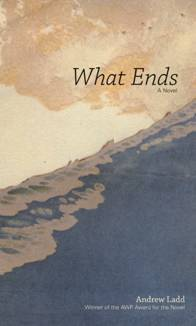 What Ends
A Novel
Andrew Ladd
Winner of the AWP Award for the Novel